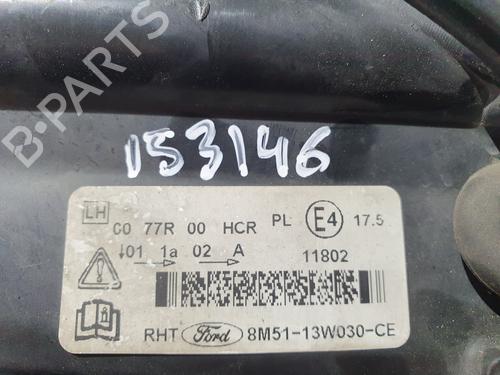 153146
LH
C0 77R 00 HCR PL E4 17.5
↓01 1a 02 A 11802
RHT Ford 8M51-13W030-CE
B-PARTS